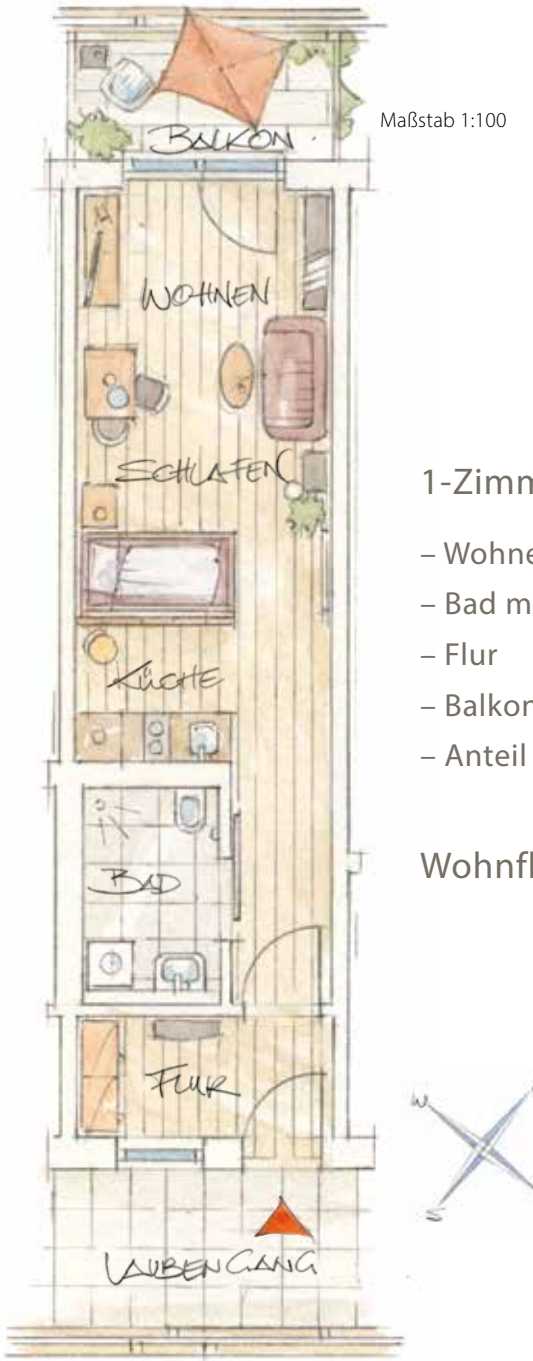 BALKON
Maßstab 1:100
WOHNEN
SCHLAFEN
KÜCHE
BAD
FLUR
LAUBENGANG
1-Zimm
– Wohne
– Bad m
– Flur
– Balkon
– Anteil
Wohnfl
W
S